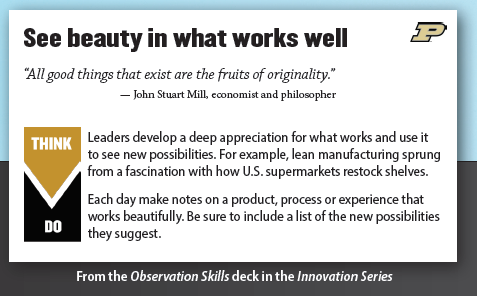 See beauty in what works well
P
“All good things that exist are the fruits of originality.”
— John Stuart Mill, economist and philosopher
THINK
Leaders develop a deep appreciation for what works and use it
to see new possibilities. For example, lean manufacturing sprung
from a fascination with how U.S. supermarkets restock shelves.
DO
Each day make notes on a product, process or experience that
works beautifully. Be sure to include a list of the new possibilities
they suggest.
From the Observation Skills deck in the Innovation Series